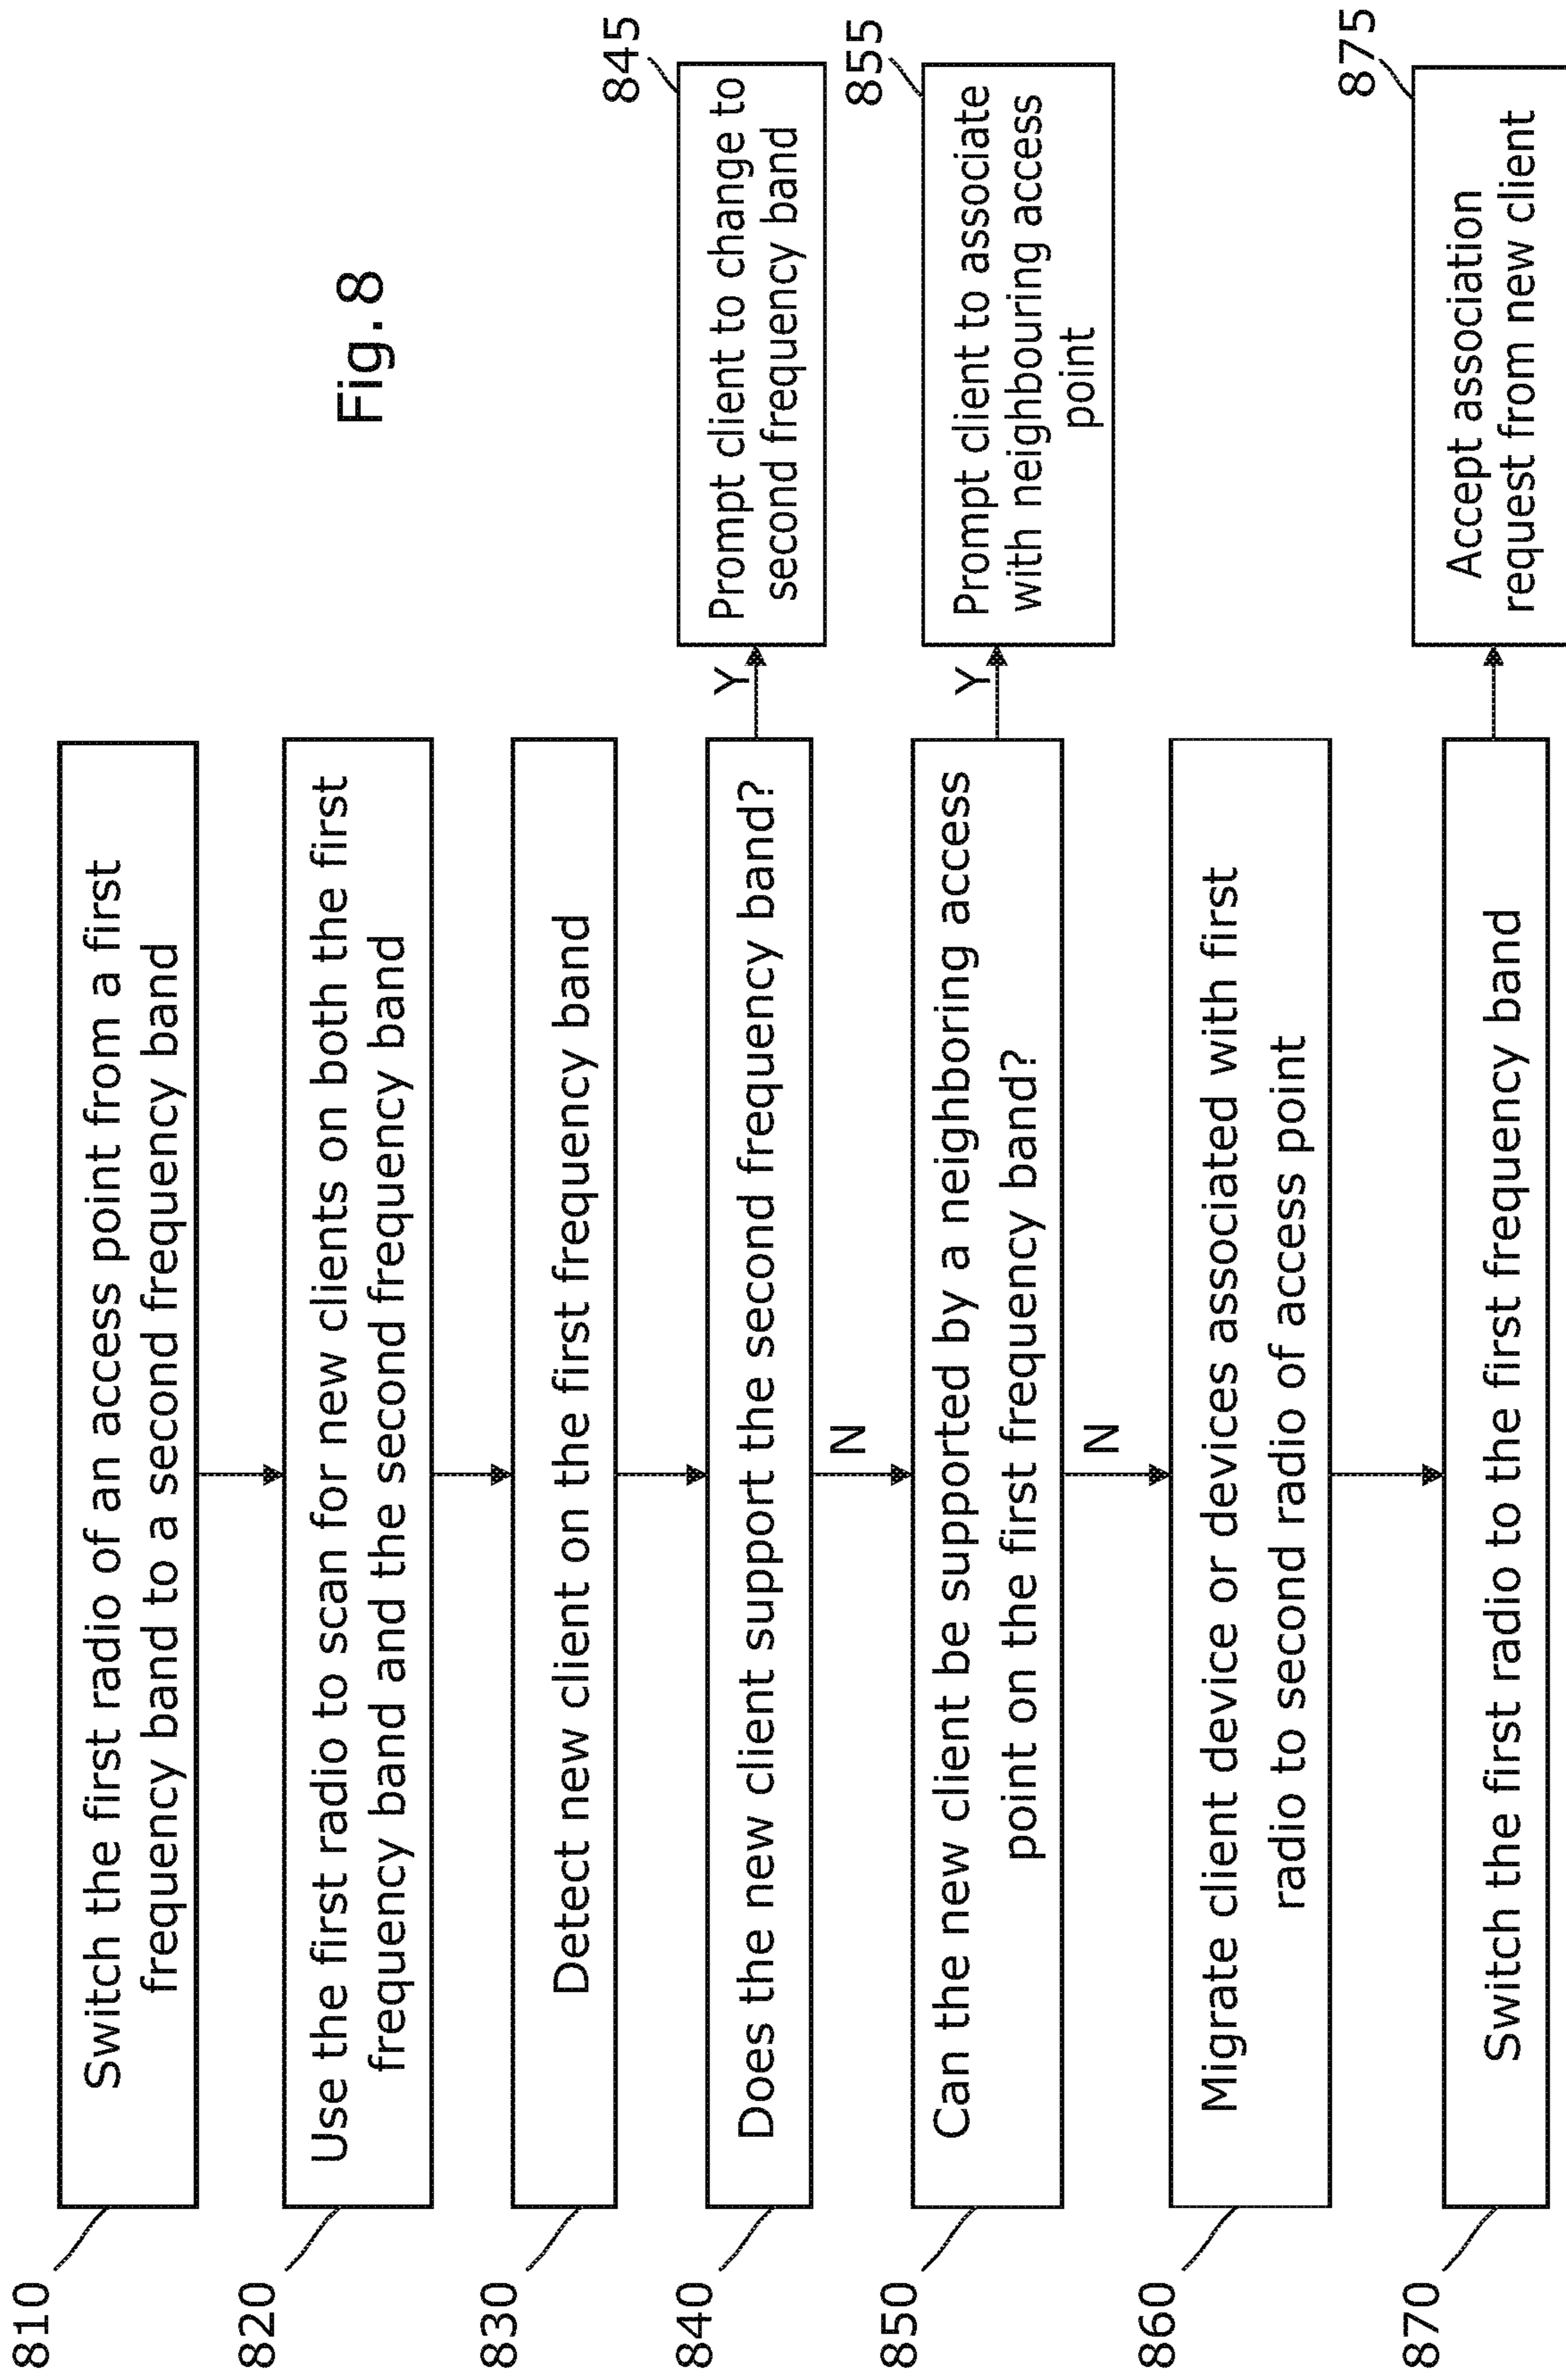 Fig.8
810
Switch the first radio of an access point from a first
frequency band to a second frequency band
820
Use the first radio to scan for new clients on both the first
frequency band and the second frequency band
830
Detect new client on the first frequency band
840
Does the new client support the second frequency band?
Y
845
Prompt client to change to
second frequency band
N
850
Can the new client be supported by a neighboring access
point on the first frequency band?
Y
855
Prompt client to associate
with neighbouring access
point
N
860
Migrate client device or devices associated with first
radio to second radio of access point
870
Switch the first radio to the first frequency band
875
Accept association
request from new client